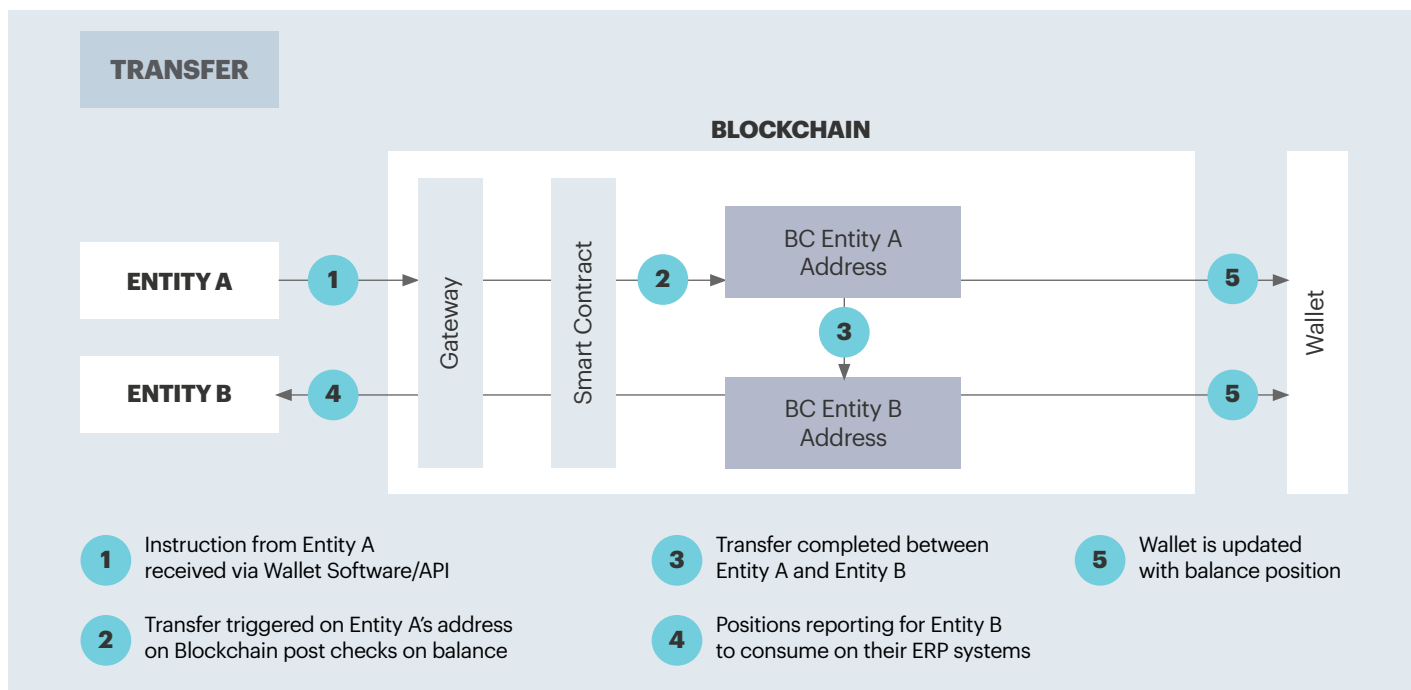 TRANSFER
BLOCKCHAIN
ENTITY A
1
Gateway
Smart Contract
2
BC Entity A
Address
5
Wallet
3
ENTITY B
4
BC Entity B
Address
5
1
Instruction from Entity A
received via Wallet Software/API
2
Transfer triggered on Entity A's address
on Blockchain post checks on balance
3
Transfer completed between
Entity A and Entity B
4
Positions reporting for Entity B
to consume on their ERP systems
5
Wallet is updated
with balance position